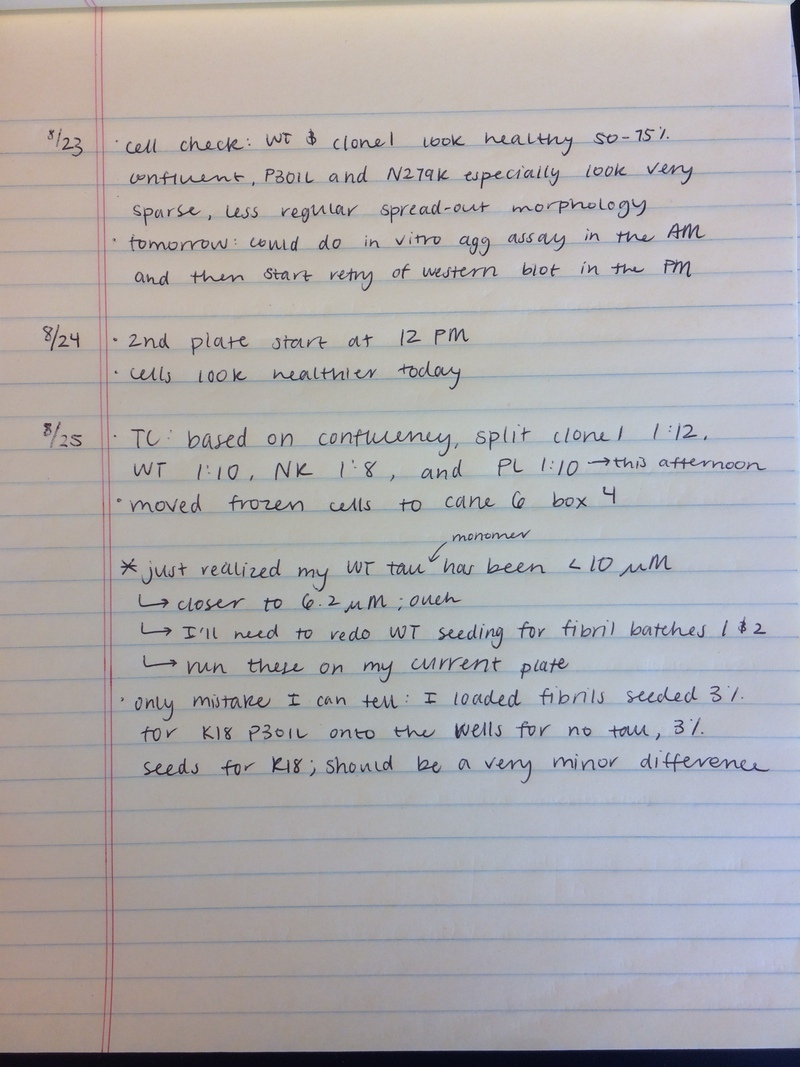 8/23 · cell check: WT & clone1 look healthy 50-75%
confluent, P301L and N279K especially look very
sparse, less regular spread-out morphology
· tomorrow: could do in vitro agg assay in the AM
and then start retry of western blot in the PM
8/24 · 2nd plate start at 12 PM
· cells look healthier today
8/25 · TC: based on confluency, split clone1 1:12,
WT 1:10, NK 1:8, and PL 1:10 → this afternoon
· moved frozen cells to cane 6 box 4
monomer
* just realized my WT tau has been < 10 μM
↳ closer to 6.2 μM; ouch
↳ I'll need to redo WT seeding for fibril batches 1 & 2
↳ run these on my current plate
· only mistake I can tell: I loaded fibrils seeded 3%
for K18 P301L onto the wells for no tau, 3%
seeds for K18; should be a very minor difference